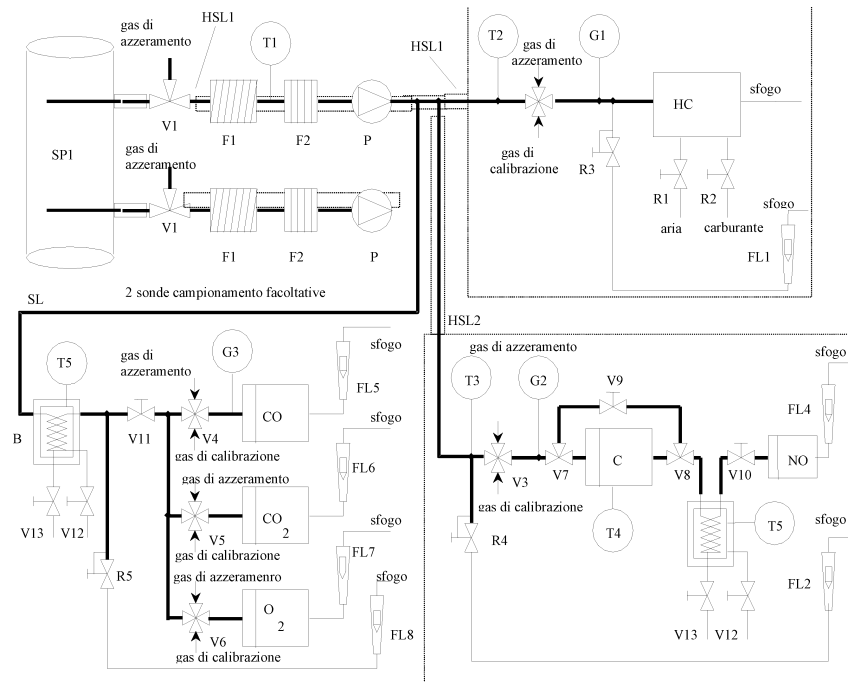 gas di
azzeramento
HSL1
T1
V1
F1
F2
P
SP1
gas di
azzeramento
V1
F1
F2
P
2 sonde campionamento facoltative
HSL1
T2
gas di
azzeramento
G1
HC
sfogo
gas di
calibrazione
R3
R1
R2
aria
carburante
sfogo
FL1
SL
HSL2
T5
B
V13
V12
V11
gas di
azzeramento
G3
CO
V4
gas di calibrazione
sfogo
FL5
gas di azzeramento
CO
2
V5
gas di calibrazione
sfogo
FL6
gas di azzeramenro
O
2
V6
gas di calibrazione
sfogo
FL7
R5
FL8
gas di azzeramento
T3
G2
V9
V3
V7
C
V8
V10
NO
sfogo
FL4
gas di calibrazione
T4
R4
T5
V13
V12
sfogo
FL2